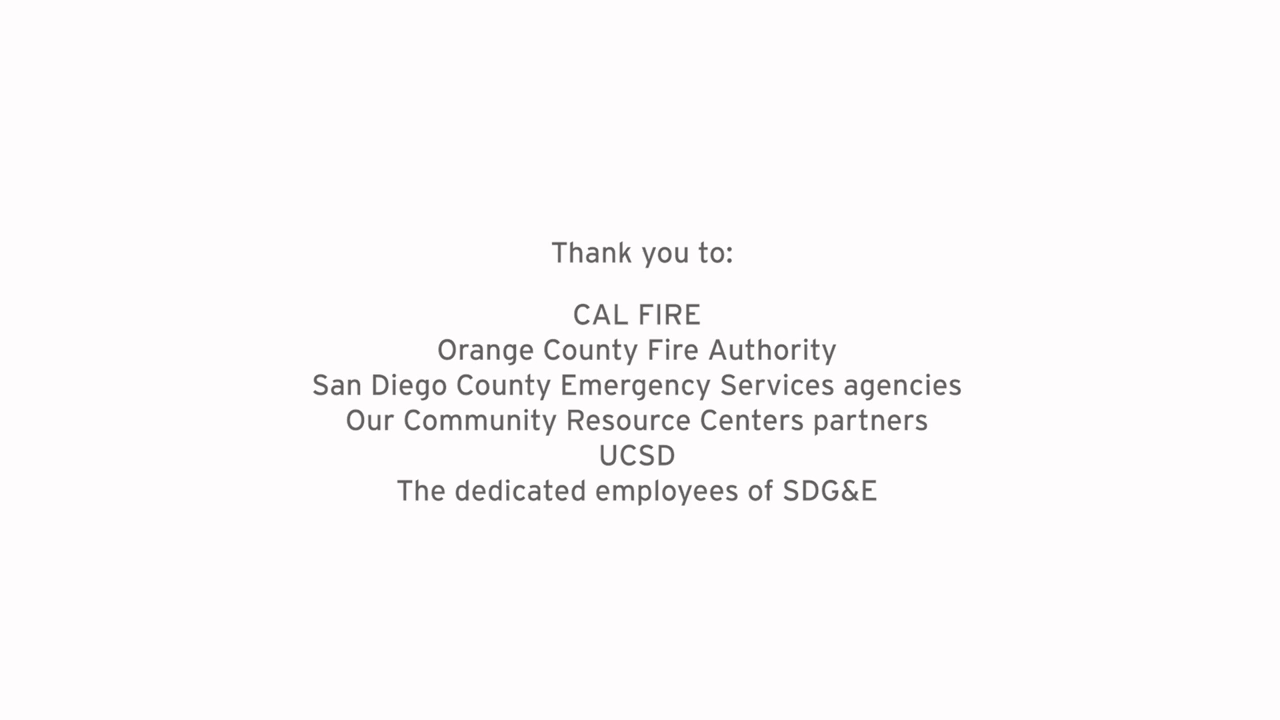 Thank you to:
CAL FIRE
Orange County Fire Authority
San Diego County Emergency Services agencies
Our Community Resource Centers partners
UCSD
The dedicated employees of SDG&E